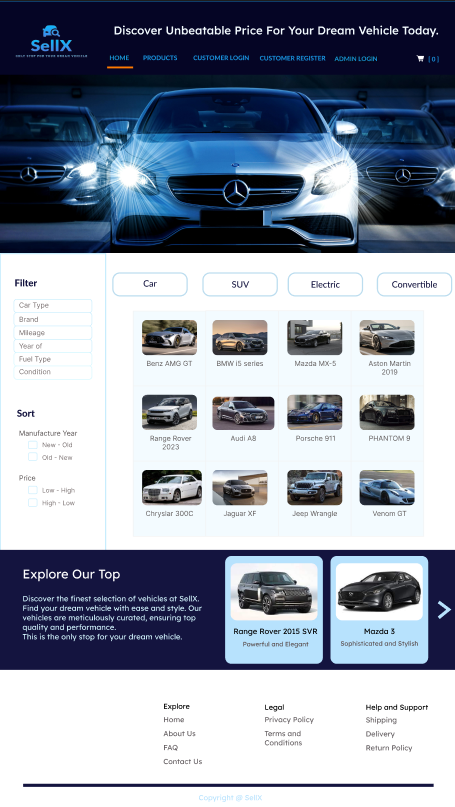 Discover Unbeatable Price For Your Dream Vehicle Today.
SellX
ONLY STOP FOR YOUR DREAM VEHICLE
HOME PRODUCTS CUSTOMER LOGIN CUSTOMER REGISTER ADMIN LOGIN [ 0 ]
Filter
Car Type
Brand
Mileage
Year of
Fuel Type
Condition
Sort
Manufacture Year
New - Old
Old - New
Price
Low - High
High - Low
Car SUV Electric Convertible
Benz AMG GT BMW i5 series Mazda MX-5 Aston Martin
2019
Range Rover
2023 Audi A8 Porsche 911 PHANTOM 9
Chryslar 300C Jaguar XF Jeep Wrangle Venom GT
Explore Our Top
Discover the finest selection of vehicles at SellX.
Find your dream vehicle with ease and style. Our
vehicles are meticulously curated, ensuring top
quality and performance.
This is the only stop for your dream vehicle.
Range Rover 2015 SVR
Powerful and Elegant
Mazda 3
Sophisticated and Stylish
Explore
Home
About Us
FAQ
Contact Us
Legal
Privacy Policy
Terms and
Conditions
Help and Support
Shipping
Delivery
Return Policy
Copyright @ SellX